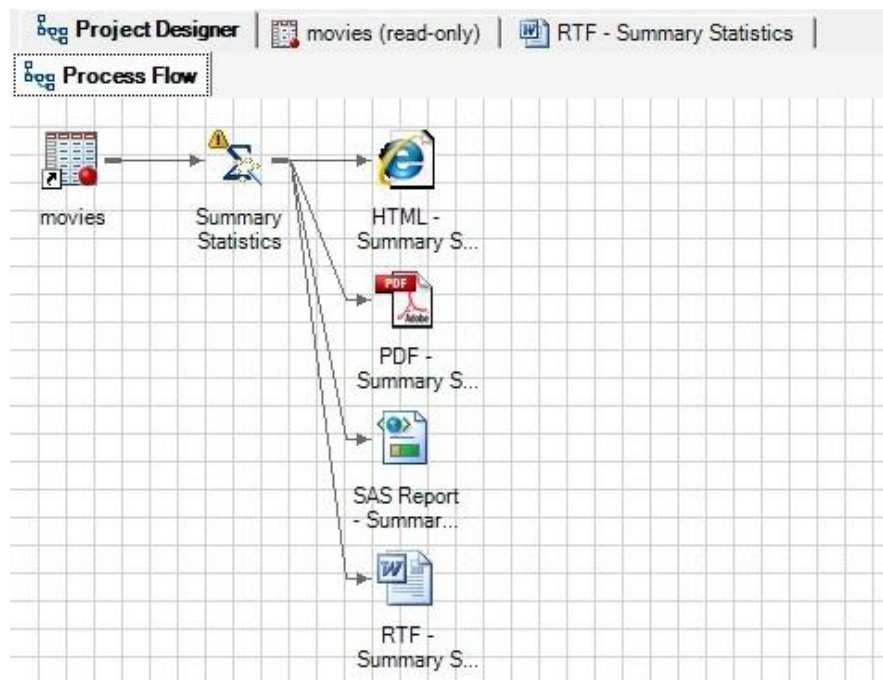 Project Designer
movies (read-only)
RTF - Summary Statistics
Process Flow
movies
Summary
Statistics
HTML -
Summary S...
PDF
Adobe
PDF -
Summary S...
SAS Report
- Summar...
W
RTF -
Summary S...